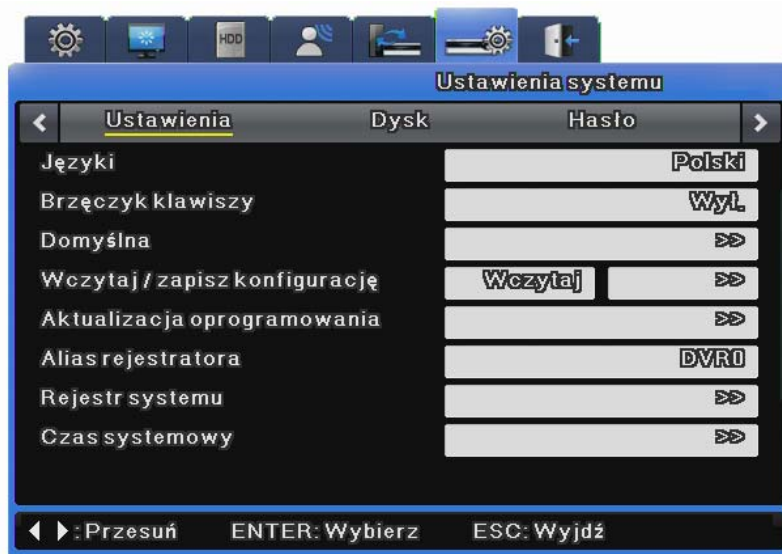 HDD
Ustawienia systemu
Ustawienia Dysk Hasło
Języki Polski
Brzęczyk klawiszy Wył.
Domyślna >>
Wczytaj / zapisz konfigurację Wczytaj >>
Aktualizacja oprogramowania >>
Alias rejestratora DVR0
Rejestr systemu >>
Czas systemowy >>
: Przesuń ENTER: Wybierz ESC: Wyjdź